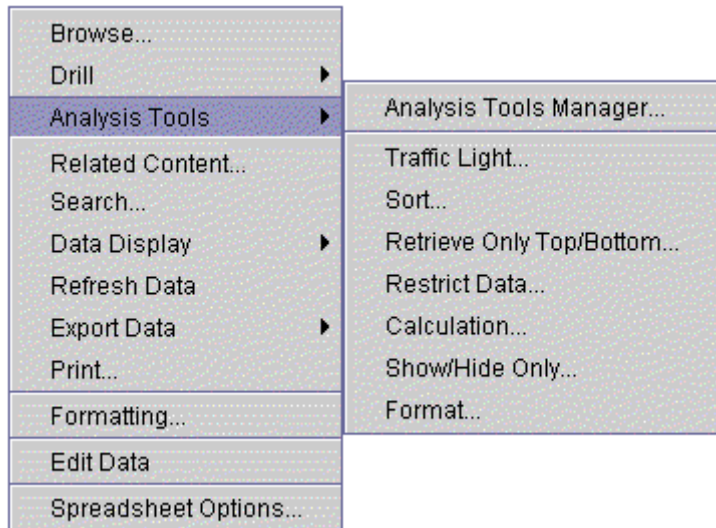 Browse...
Drill
Analysis Tools
Related Content...
Search...
Data Display
Refresh Data
Export Data
Print...
Formatting...
Edit Data
Spreadsheet Options...
Analysis Tools Manager...
Traffic Light...
Sort...
Retrieve Only Top/Bottom...
Restrict Data...
Calculation...
Show/Hide Only...
Format...